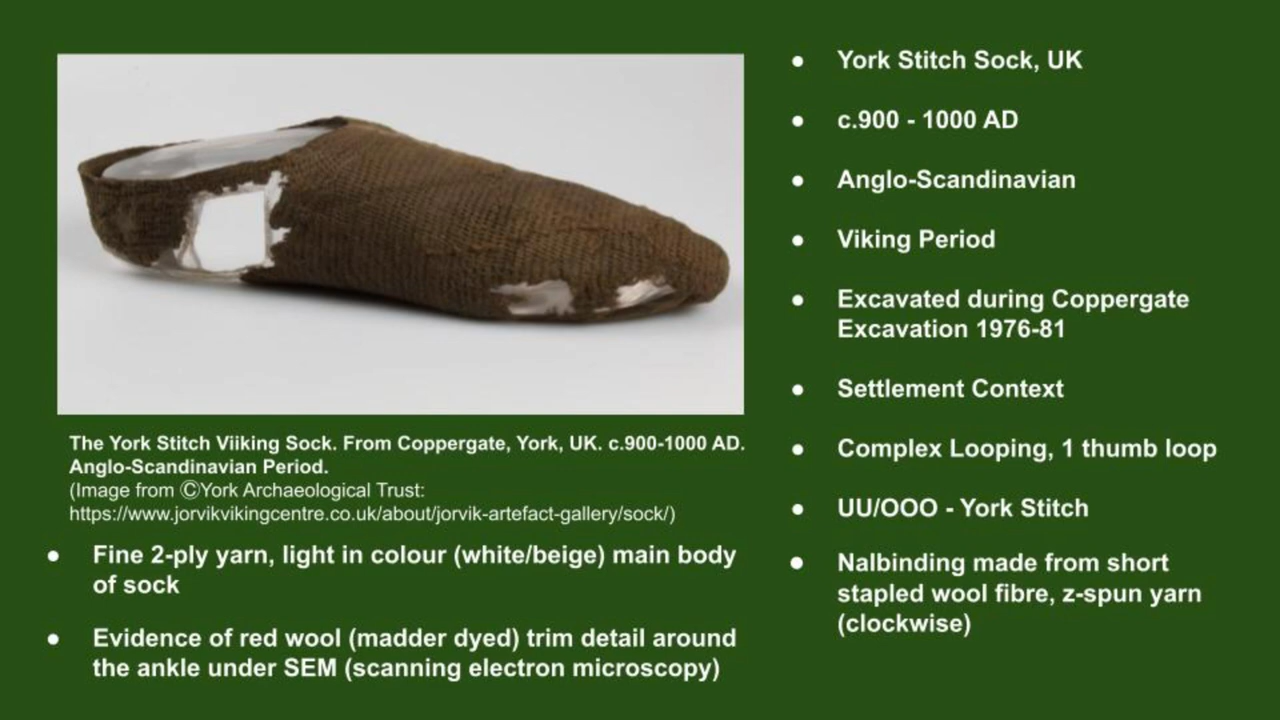 The York Stitch Viiking Sock. From Coppergate, York, UK. c.900-1000 AD.
Anglo-Scandinavian Period.
(Image from ⒸYork Archaeological Trust:
https://www.jorvikvikingcentre.co.uk/about/jorvik-artefact-gallery/sock/)
● Fine 2-ply yarn, light in colour (white/beige) main body
of sock
● Evidence of red wool (madder dyed) trim detail around
the ankle under SEM (scanning electron microscopy)
● York Stitch Sock, UK
● c.900 - 1000 AD
● Anglo-Scandinavian
● Viking Period
● Excavated during Coppergate
Excavation 1976-81
● Settlement Context
● Complex Looping, 1 thumb loop
● UU/OOO - York Stitch
● Nalbinding made from short
stapled wool fibre, z-spun yarn
(clockwise)